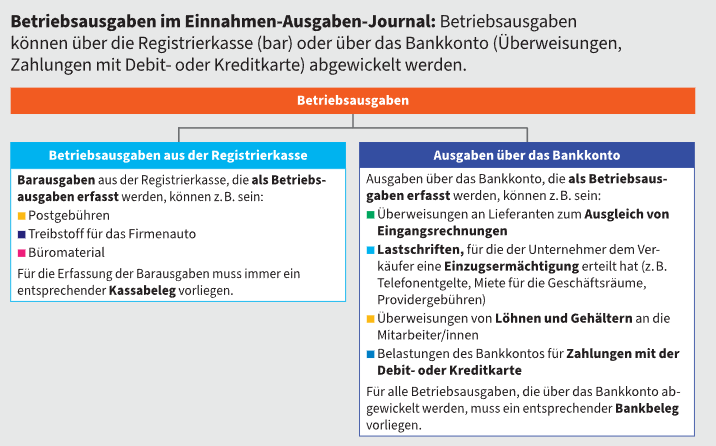 Betriebsausgaben im Einnahmen-Ausgaben-Journal: Betriebsausgaben
können über die Registrierkasse (bar) oder über das Bankkonto (Überweisungen,
Zahlungen mit Debit- oder Kreditkarte) abgewickelt werden.
Betriebsausgaben
Betriebsausgaben aus der Registrierkasse
Barausgaben aus der Registrierkasse, die als Betriebs-
ausgaben erfasst werden, können z. B. sein:
Postgebühren
Treibstoff für das Firmenauto
Büromaterial
Für die Erfassung der Barausgaben muss immer ein
entsprechender Kassabeleg vorliegen.
Ausgaben über das Bankkonto
Ausgaben über das Bankkonto, die als Betriebsaus-
gaben erfasst werden, können z. B. sein:
Überweisungen an Lieferanten zum Ausgleich von
Eingangsrechnungen
Lastschriften, für die der Unternehmer dem Ver-
käufer eine Einzugsermächtigung erteilt hat (z. B.
Telefonentgelte, Miete für die Geschäftsräume,
Providergebühren)
Überweisungen von Löhnen und Gehältern an die
Mitarbeiter/innen
Belastungen des Bankkontos für Zahlungen mit der
Debit- oder Kreditkarte
Für alle Betriebsausgaben, die über das Bankkonto ab-
gewickelt werden, muss ein entsprechender Bankbeleg
vorliegen.